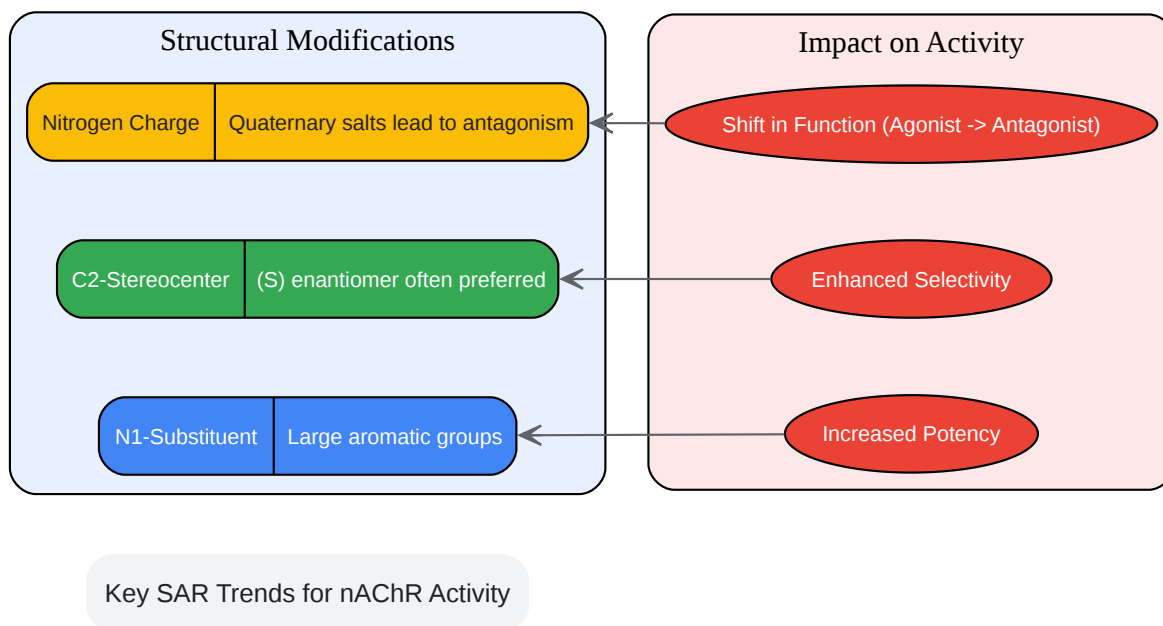 Structural Modifications
Impact on Activity
Nitrogen Charge
Quaternary salts lead to antagonism
Shift in Function (Agonist -> Antagonist)
C2-Stereocenter
(S) enantiomer often preferred
Enhanced Selectivity
N1-Substituent
Large aromatic groups
Increased Potency
Key SAR Trends for nAChR Activity